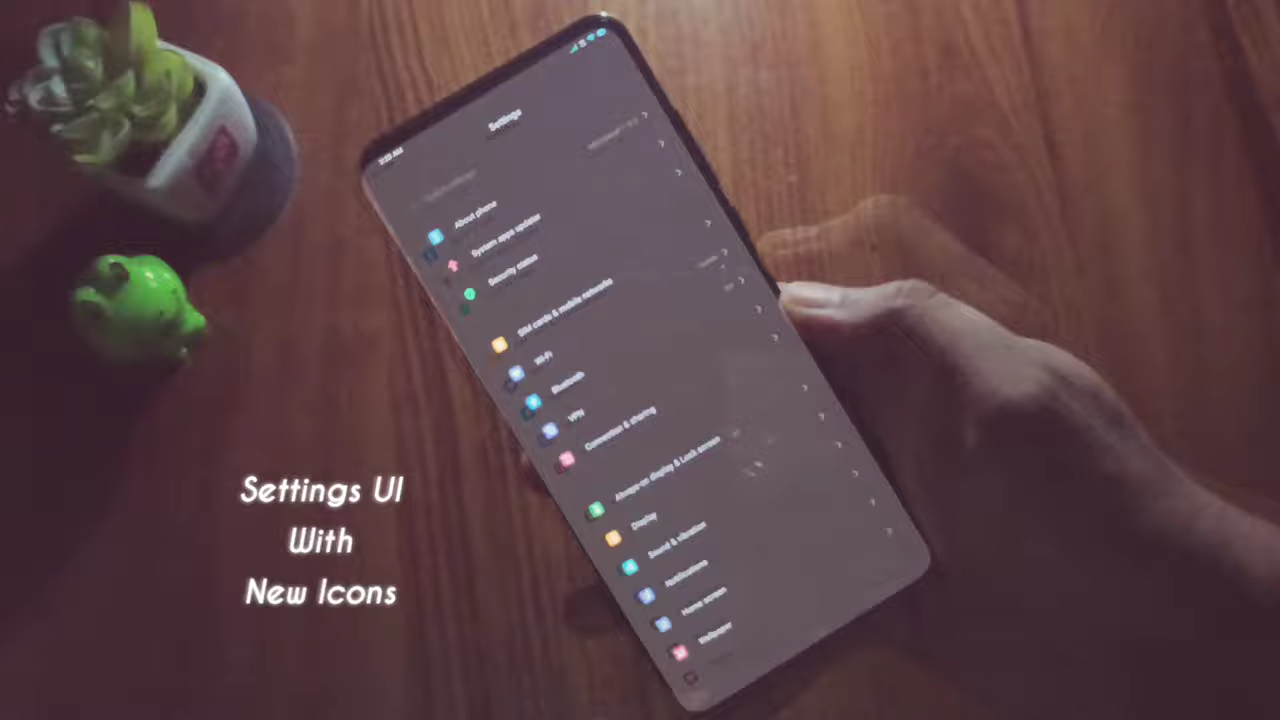 Settings
About phone
System apps updater
Security status
SIM cards & mobile networks
Wi-Fi
Bluetooth
VPN
Connection & sharing
Always-on display & Lock screen
Display
Sound & vibration
Notifications
Home screen
Wallpaper
Settings UI
With
New Icons